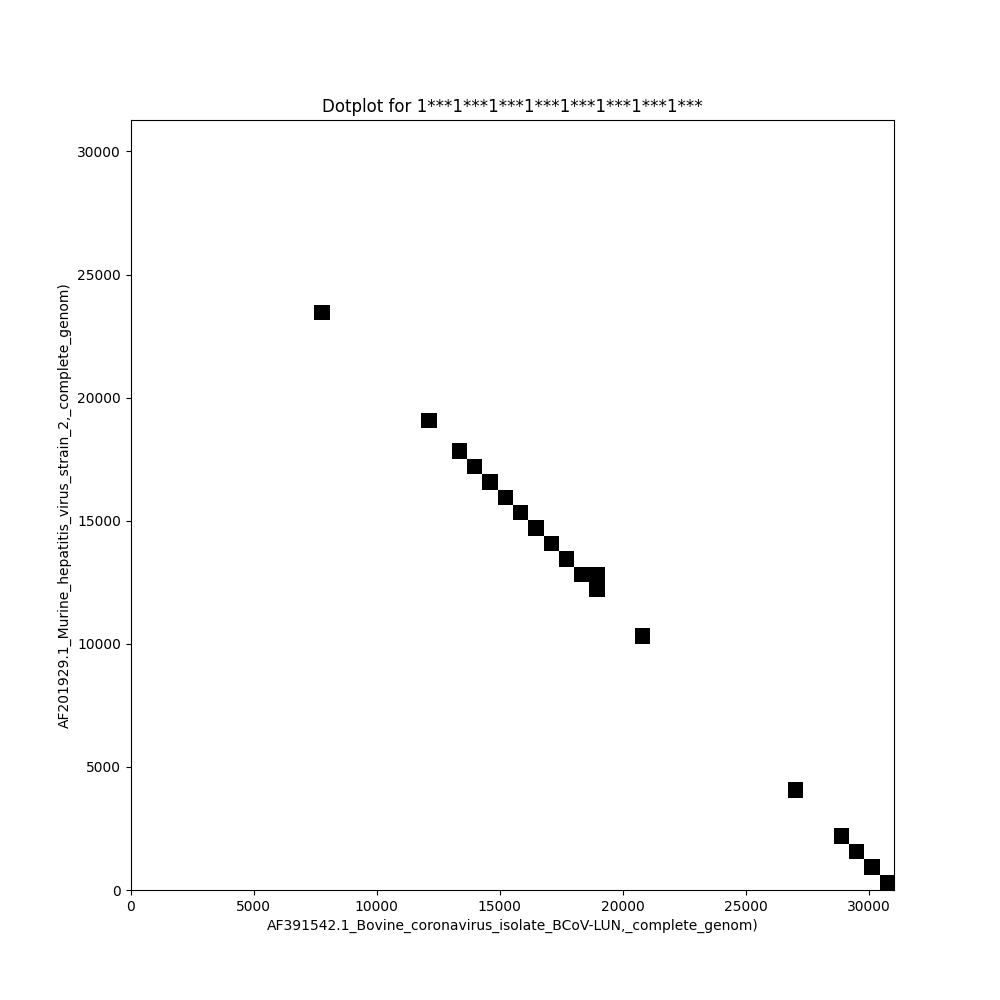 Dotplot for 1***1***1***1***1***1***1***1***
30000
25000
20000
15000
10000
5000
0
AF201929.1_Murine_hepatitis_virus_strain_2,_complete_genom)
0 5000 10000 15000 20000 25000 30000
AF391542.1_Bovine_coronavirus_isolate_BCoV-LUN,_complete_genom)